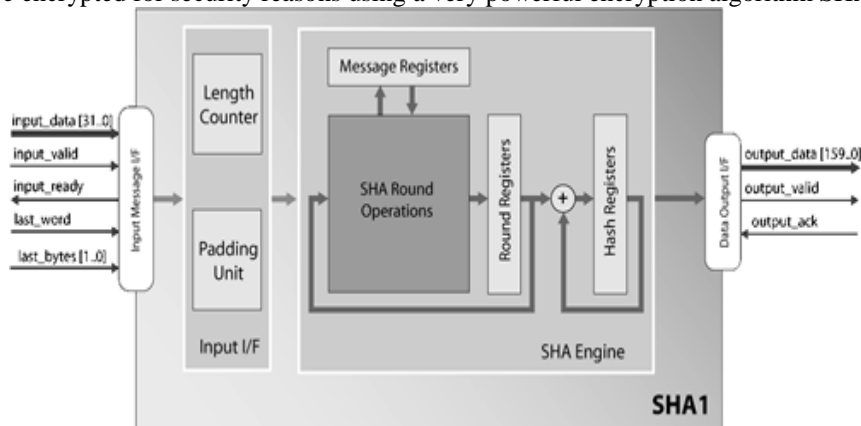 e encrypted for security reasons using a very powerful encryption algorithm
input_data [31..0]
input_valid
input_ready
last_word
last_bytes [1..0]
Input Message I/F
Length
Counter
Padding
Unit
Input I/F
Message Registers
SHA Round
Operations
Round Registers
+
Hash Registers
SHA Engine
Data Output I/F
output_data [159..0]
output_valid
output_ack
SHA1